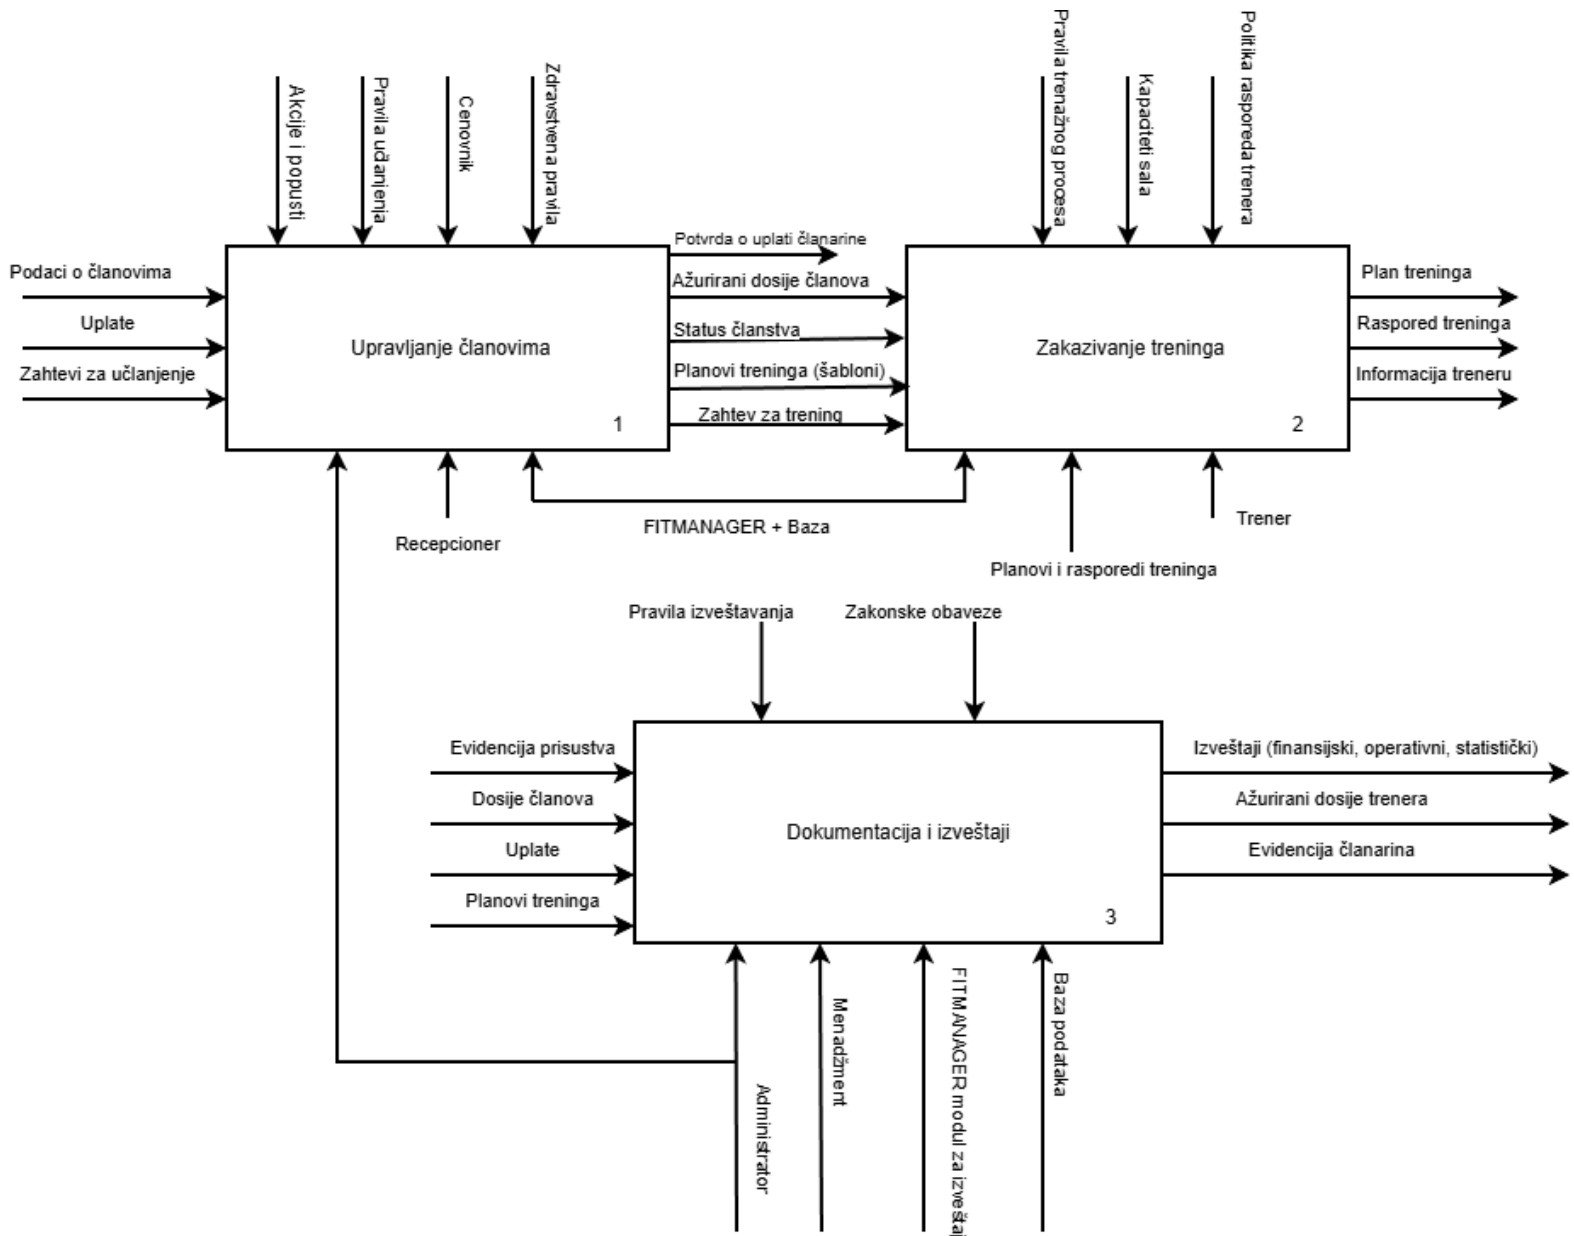 Akcije i popusti
Pravila učlanjenja
Cenovnik
Zdravstvena pravila
Pravila trenažnog procesa
Kapaciteti sala
Politika rasporeda trenera
Podaci o članovima
Uplate
Zahtevi za učlanjenje
Upravljanje članovima
1
Potvrda o uplati članarine
Ažurirani dosije članova
Status članstva
Planovi treninga (šabloni)
Zahtev za trening
Zakazivanje treninga
2
Plan treninga
Raspored treninga
Informacija treneru
Recepcioner
FITMANAGER + Baza
Planovi i rasporedi treninga
Trener
Pravila izveštavanja
Zakonske obaveze
Evidencija prisustva
Dosije članova
Uplate
Planovi treninga
Dokumentacija i izveštaji
3
Izveštaji (finansijski, operativni, statistički)
Ažurirani dosije trenera
Evidencija članarina
Administrator
Menadžment
FITMANAGER modul za izveštaj
Baza podataka